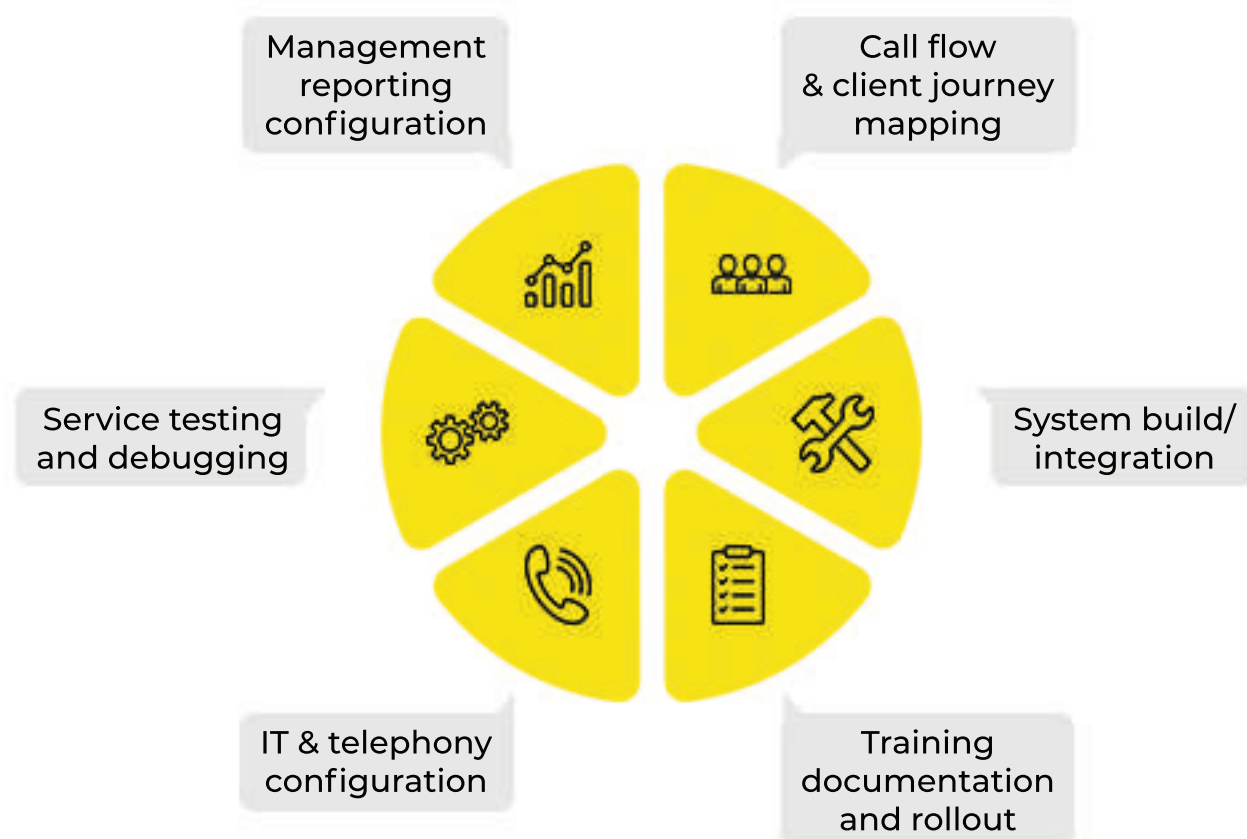 Management
reporting
configuration
Call flow
& client journey
mapping
Service testing
and debugging
System build/
integration
IT & telephony
configuration
Training
documentation
and rollout